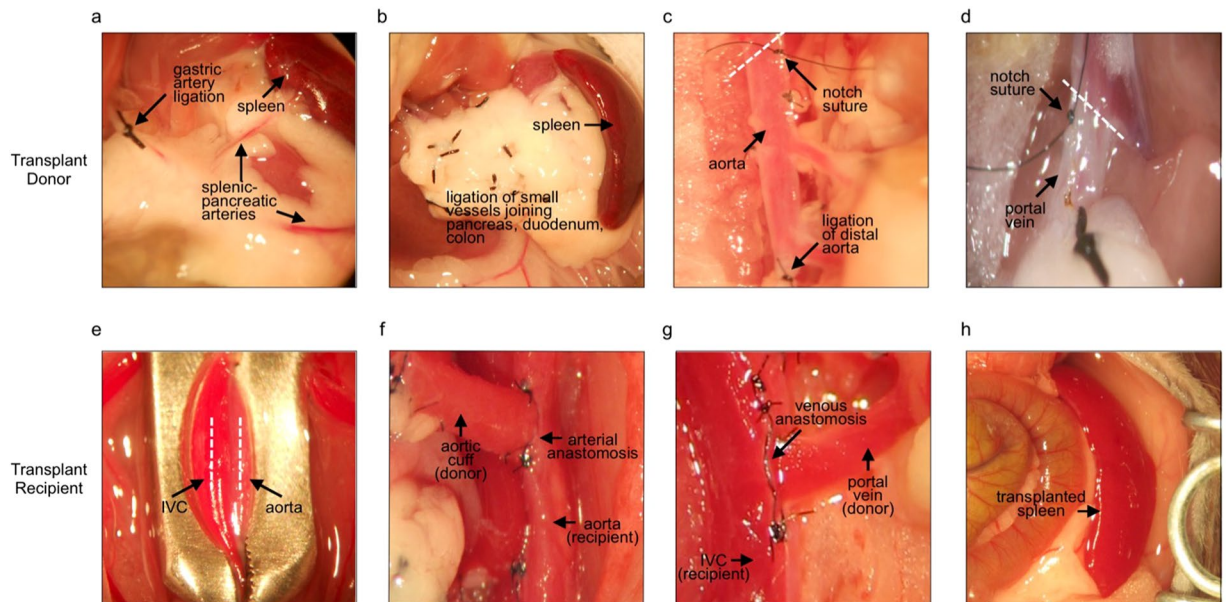 a
b
c
d
Transplant
Donor
gastric
artery
ligation
spleen
splenic-
pancreatic
arteries
spleen
ligation of small
vessels joining
pancreas, duodenum,
colon
notch
suture
aorta
ligation
of distal
aorta
notch
suture
portal
vein
e
f
g
h
Transplant
Recipient
IVC
aorta
aortic
cuff
(donor)
arterial
anastomosis
aorta
(recipient)
venous
anastomosis
portal
vein
(donor)
IVC
(recipient)
transplanted
spleen